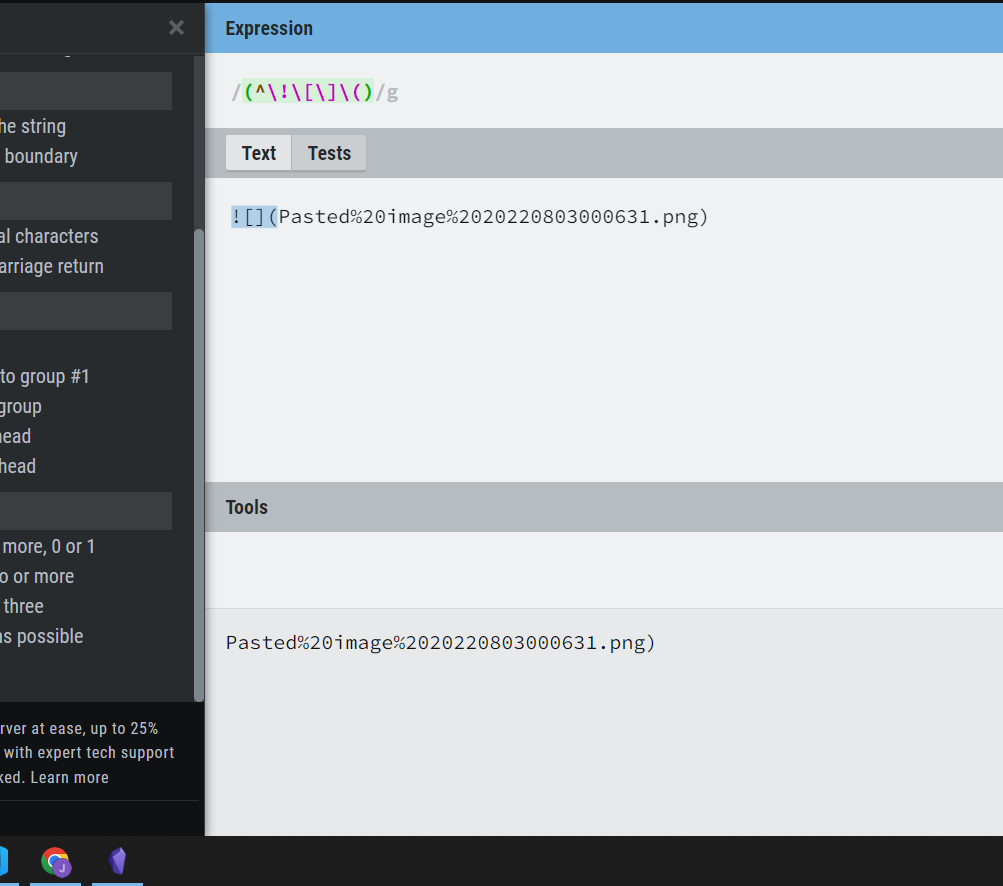 Expression
/(^\!\[\]\()/g
Text Tests
![](Pasted%20image%2020220803000631.png)
Tools
Pasted%20image%2020220803000631.png)
he string
boundary
al characters
arriage return
to group #1
group
ead
head
more, 0 or 1
o or more
three
as possible
rver at ease, up to 25%
with expert tech support
ked. Learn more
J